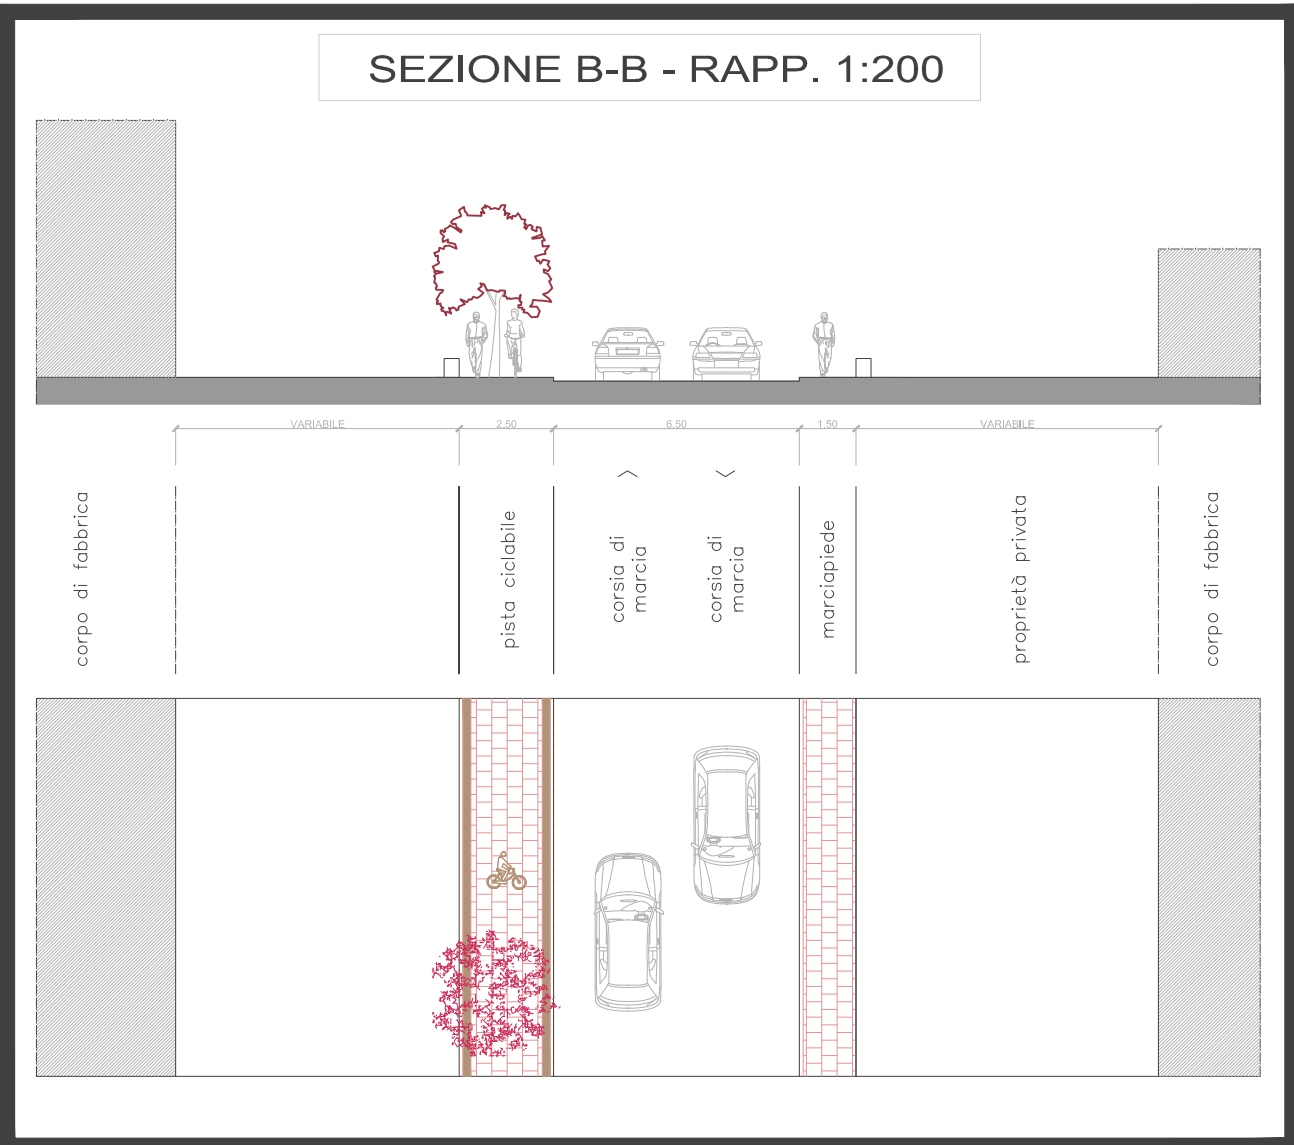 SEZIONE B-B - RAPP. 1:200
VARIABILE
2.50
6.50
1.50
VARIABILE
corpo di fabbrica
pista ciclabile
corsia di
marcia
corsia di
marcia
marciapiede
proprietà privata
corpo di fabbrica